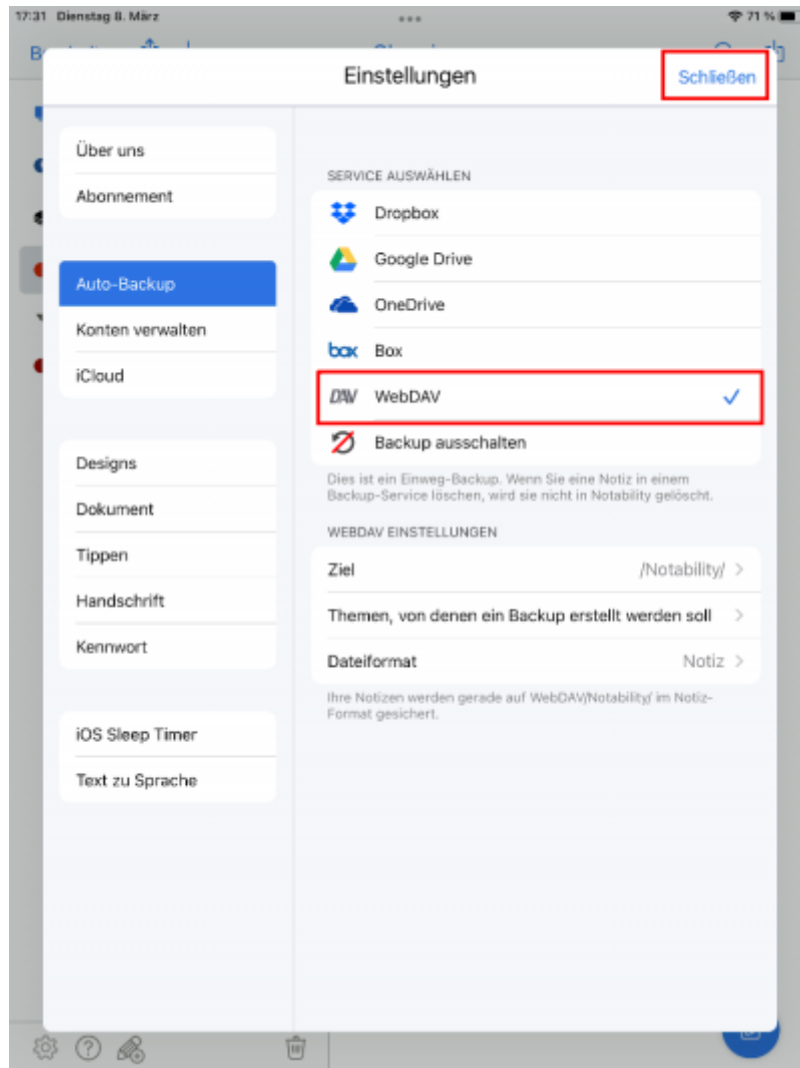 17:31 Dienstag 8. März
71 %
Einstellungen
Schließen
Über uns
Abonnement
Auto-Backup
Konten verwalten
iCloud
Designs
Dokument
Tippen
Handschrift
Kennwort
iOS Sleep Timer
Text zu Sprache
SERVICE AUSWÄHLEN
Dropbox
Google Drive
OneDrive
box Box
DAV WebDAV
Backup ausschalten
Dies ist ein Einweg-Backup. Wenn Sie eine Notiz in einem
Backup-Service löschen, wird sie nicht in Notability gelöscht.
WEBDAV EINSTELLUNGEN
Ziel /Notability/
Themen, von denen ein Backup erstellt werden soll
Dateiformat Notiz
Ihre Notizen werden gerade auf WebDAV/Notability/ im Notiz-
Format gesichert.